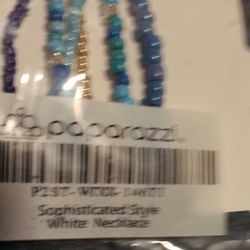 paparazzi
Sophisticated Style
White Necklace